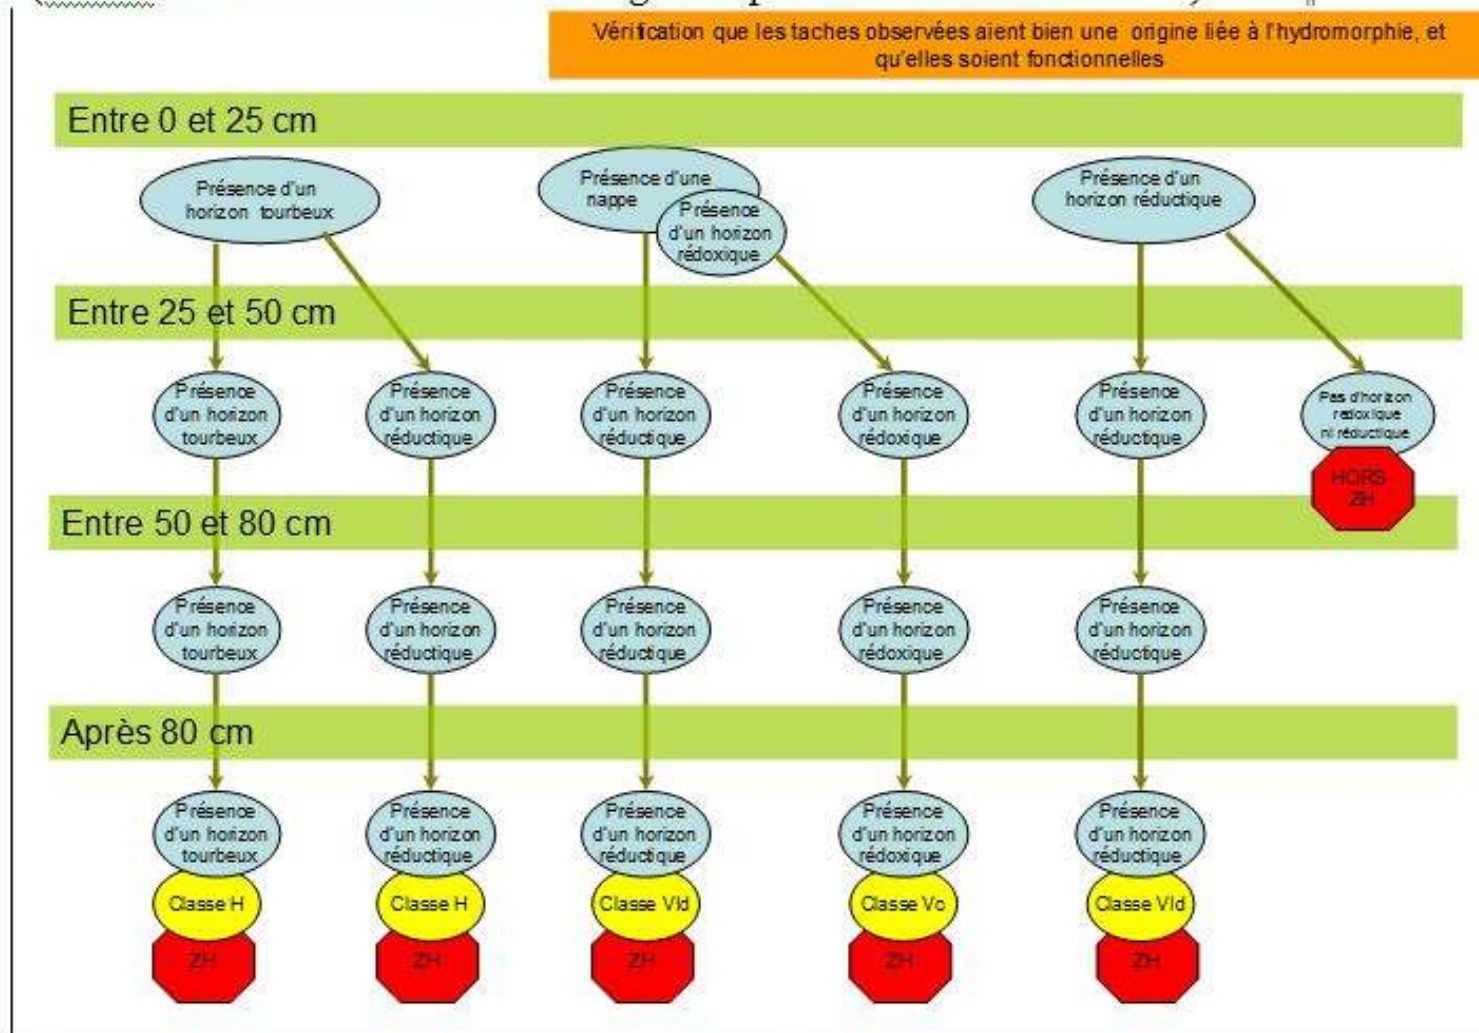 Vérification que les taches observées aient bien une origine liée à l'hydromorphie, et
qu'elles soient fonctionnelles
Entre 0 et 25 cm
Présence d'un
horizon tourbeux
Présence d'une
nappe
Présence
d'un horizon
rédoxique
Présence d'un
horizon réductique
Entre 25 et 50 cm
Présence
d'un horizon
tourbeux
Présence
d'un horizon
réductique
Présence
d'un horizon
réductique
Présence
d'un horizon
rédoxique
Présence
d'un horizon
réductique
Pas d'horizon
redoxique
ni réductique
HORS
ZH
Entre 50 et 80 cm
Présence
d'un horizon
tourbeux
Présence
d'un horizon
réductique
Présence
d'un horizon
réductique
Présence
d'un horizon
rédoxique
Présence
d'un horizon
réductique
Après 80 cm
Présence
d'un horizon
tourbeux
Présence
d'un horizon
réductique
Présence
d'un horizon
réductique
Présence
d'un horizon
rédoxique
Présence
d'un horizon
réductique
Classe H
Classe H
Classe VId
Classe Vc
Classe VId
ZH
ZH
ZH
ZH
ZH